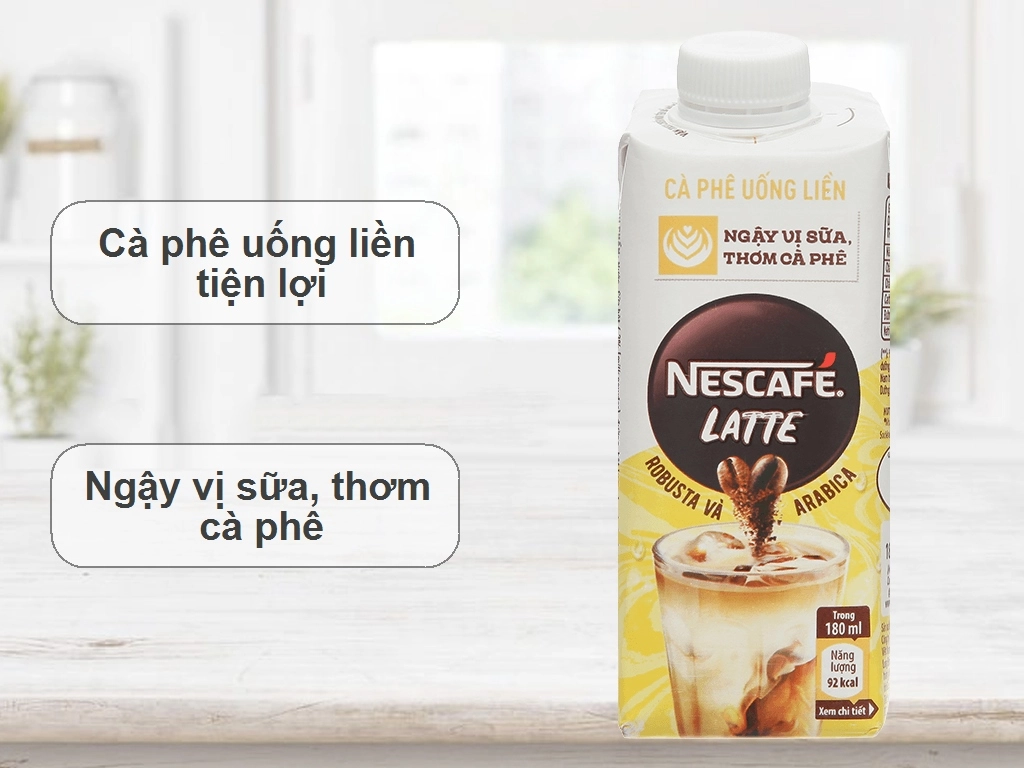 Cà phê uống liền
tiện lợi
Ngậy vị sữa, thơm
cà phê
CÀ PHÊ UỐNG LIỀN
NGẬY VỊ SỮA,
THƠM CÀ PHÊ
NESCAFÉ.
LATTE
ROBUSTA VÀ ARABICA
Trong
180 ml
Năng
lượng
92 kcal
Xem chi tiết